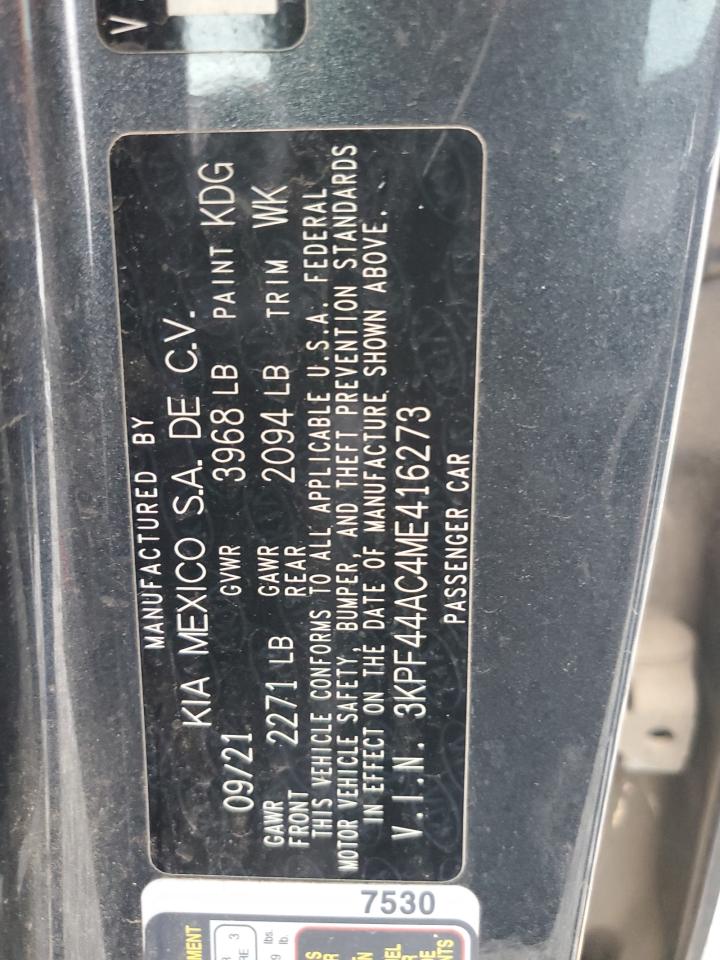 V
MANUFACTURED BY
KIA MEXICO S.A. DE C.V.
09/21 GVWR 3968 LB PAINT KDG
GAWR FRONT 2271 LB GAWR REAR 2094 LB TRIM WK
THIS VEHICLE CONFORMS TO ALL APPLICABLE U.S.A. FEDERAL
MOTOR VEHICLE SAFETY, BUMPER, AND THEFT PREVENTION STANDARDS
IN EFFECT ON THE DATE OF MANUFACTURE SHOWN ABOVE.
V.I.N. 3KPF44AC4ME416273
PASSENGER CAR
7530